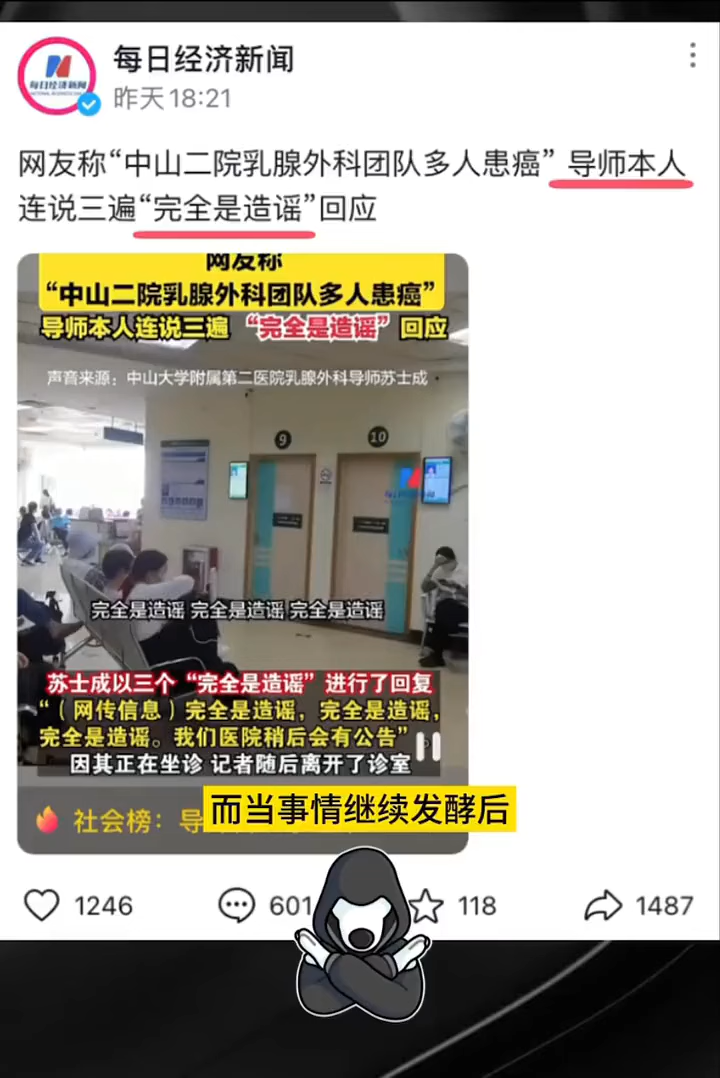 每日经济新闻
昨天18:21
网友称“中山二院乳腺外科团队多人患癌” 导师本人
连说三遍“完全是造谣”回应
网友称
“中山二院乳腺外科团队多人患癌”
导师本人连说三遍 “完全是造谣” 回应
声音来源：中山大学附属第二医院乳腺外科导师苏士成
9
10
完全是造谣 完全是造谣 完全是造谣
苏士成以三个“完全是造谣”进行了回复
“（网传信息）完全是造谣，完全是造谣，
完全是造谣。我们医院稍后会有公告”
因其正在坐诊 记者随后离开了诊室
社会榜：导
而当事情继续发酵后
1246
601
118
1487